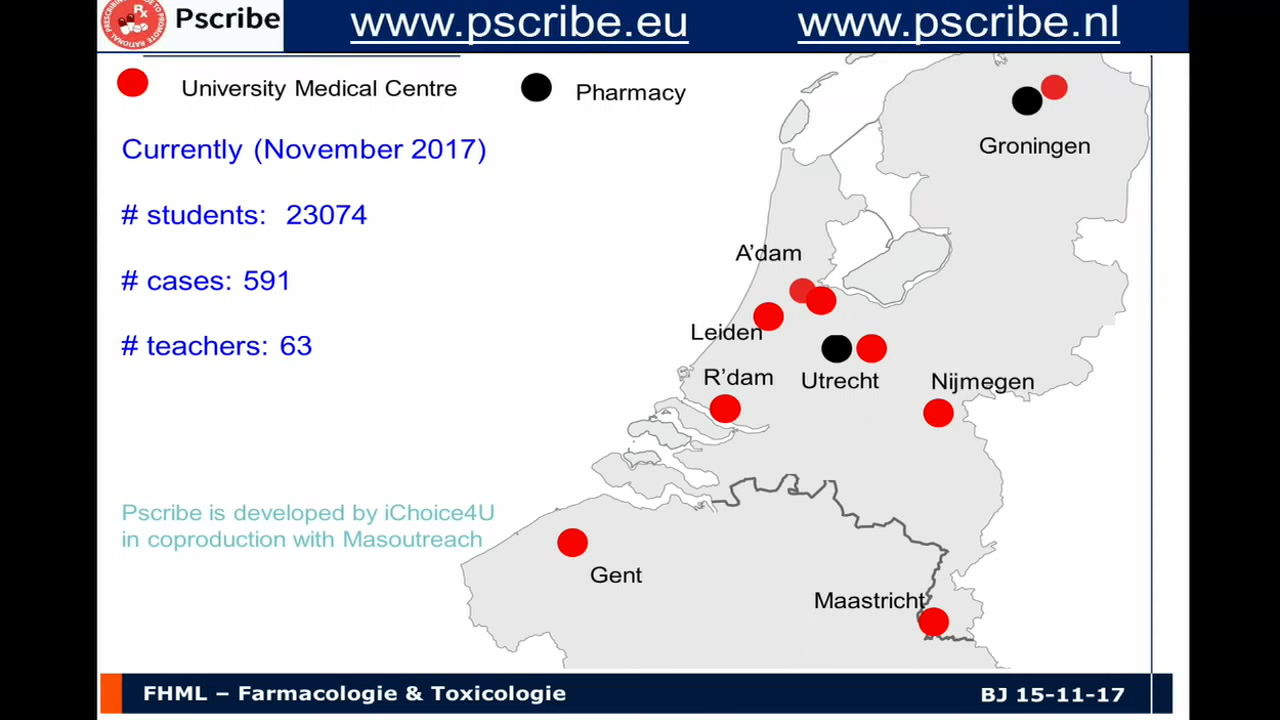 Pscribe
www.pscribe.eu
www.pscribe.nl
University Medical Centre
Pharmacy
Currently (November 2017)
# students: 23074
# cases: 591
# teachers: 63
Groningen
A'dam
Leiden
R'dam
Utrecht
Nijmegen
Gent
Maastricht
Pscribe is developed by iChoice4U
in coproduction with Masoutreach
FHML – Farmacologie & Toxicologie
BJ 15-11-17